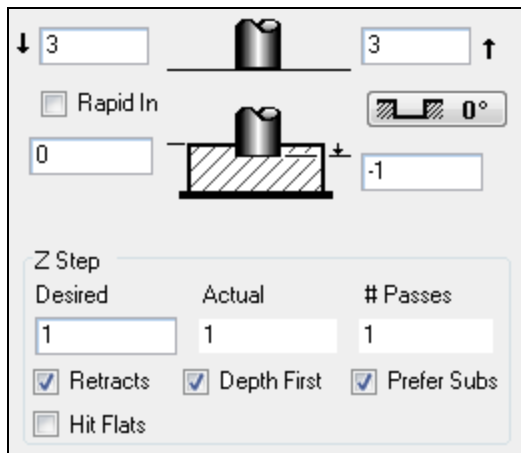 3 3
Rapid In 0°
0
-1
Z Step
Desired Actual # Passes
1 1 1
Retracts Depth First Prefer Subs
Hit Flats